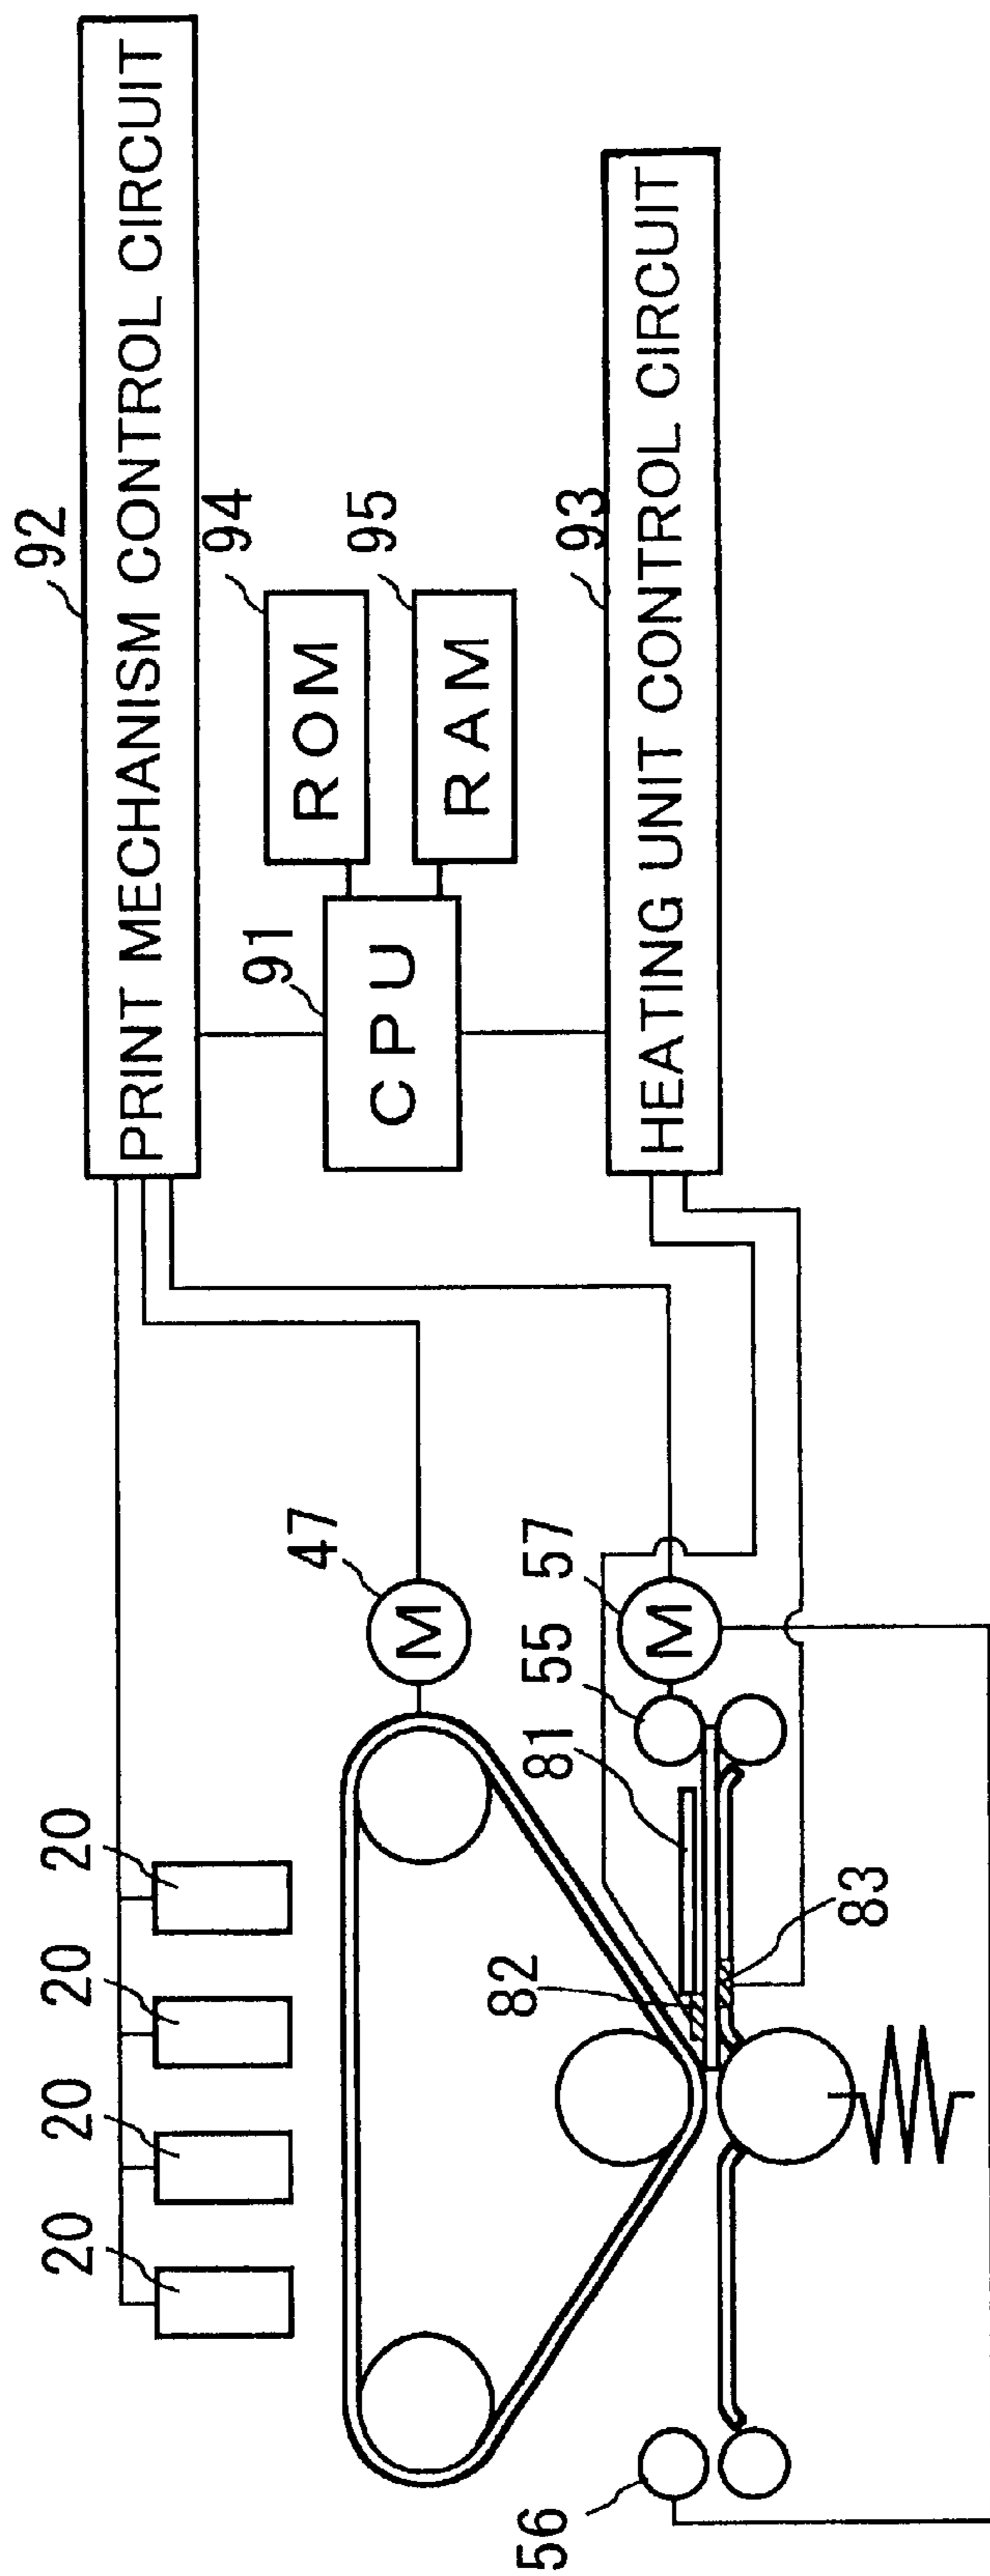 92
PRINT MECHANISM CONTROL CIRCUIT
94
ROM
95
RAM
91
CPU
93
HEATING UNIT CONTROL CIRCUIT
20
20
20
20
47
M
57
M
55
81
82
83
56